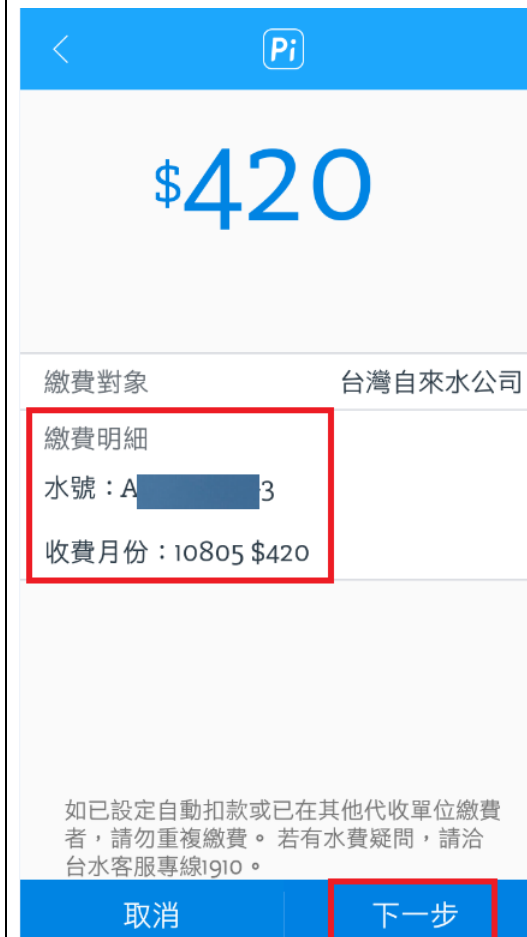 Pi
$420
繳費對象 台灣自來水公司
繳費明細
水號：A 3
收費月份：10805 $420
如已設定自動扣款或已在其他代收單位繳費
者，請勿重複繳費。若有水費疑問，請洽
台水客服專線1910。
取消 下一步